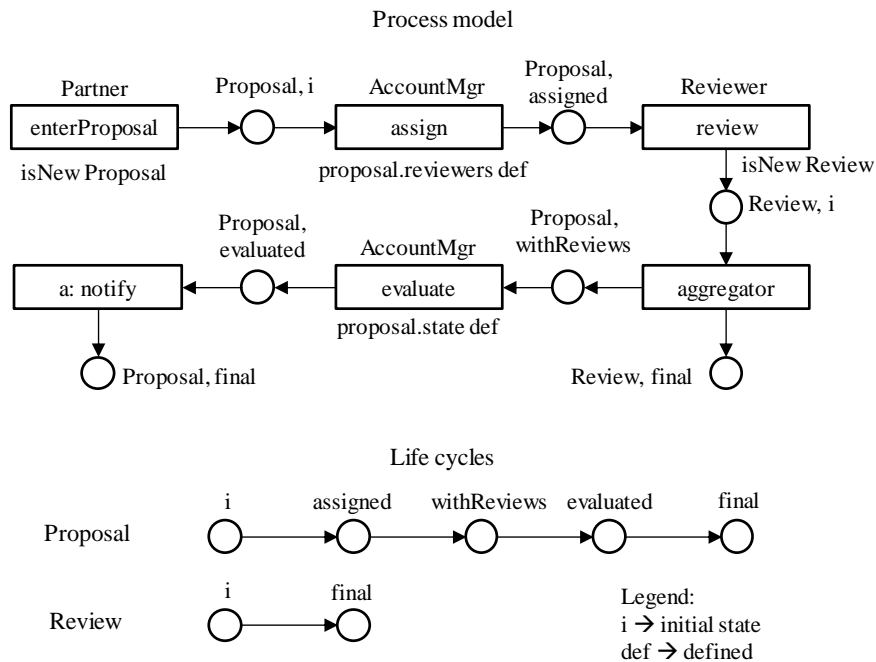 Process model
Partner
Proposal, i
AccountMgr
Proposal,
assigned
Reviewer
enterProposal
assign
review
isNew Proposal
proposal.reviewers def
isNew Review
Review, i
Proposal,
evaluated
AccountMgr
Proposal,
withReviews
a: notify
evaluate
aggregator
proposal.state def
Proposal, final
Review, final
Life cycles
i
assigned
withReviews
evaluated
final
Proposal
i
final
Review
Legend:
i → initial state
def → defined